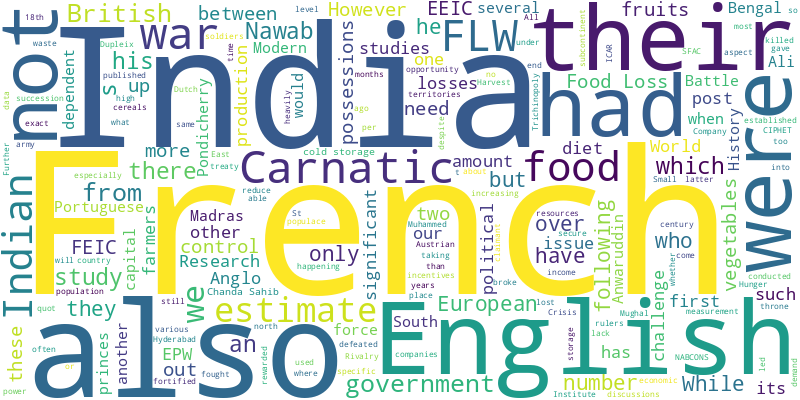 British
war
between
Nawab
However
possessions
EEIC
he
several
FLW
their
fruits
Bengal
so
not
India
had
were
French
English
also
Carnatic
food
Indian
his
s
up
dependent
18th
waste
Dupleix
History
Modern
production
soldiers
level
time
one
studies
losses
would
need
under
All
subcontinent
ICAR
most
aspect
killed
gave
Ali
SFAC
opportunity
no
Harvest
end
Food Loss
Battle
post
when
Company
established
CIPHET
too
territories
data
succession
published
high
cereals
exact
what
Dutch
same
months
ago
per
heavily
despite
Trichinopoly
army
Further
more
Pondicherry
East
treaty
cold storage
amount
diet
World
which
there
from
especially
Portuguese
Madras
other
reduce
able
St
populace
t
about
increasing
but
two
our
Muhammed
Austrian
taking
than
incentives
only
political
over
issue
have
resources
secure
income
following
Anwaruddin
who
Small
latter
century
come
whether
vegetables
into
such
conducted
Hunger
throne
FEIC
farmers
capital
control
Research
significant
study
they
will
country
population
we
estimate
Anglo
Chanda Sahib
happening
years
place
broke
European
South
first
challenge
claimant
Mughal
measurement
these
quot
still
princes
EPW
another
often
or
power
out
an
various
Hyderabad
fought
north
where
used
rewarded
fortified
force
defeated
Rivalry
specific
government
companies
lost
Crisis
rulers
lack
storage
has
number
Institute
discussions
economic
While
its
NABCONS
led
demand